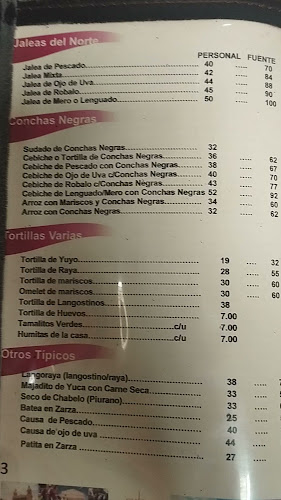 Jaleas del Norte
PERSONAL FUENTE
Jalea de Pescado 40 ..... 70
Jalea Mixta 42 ..... 84
Jalea de Ojo de Uva 44 ..... 88
Jalea de Robalo 45 ..... 90
Jalea de Mero o Lenguado 50 ..... 100
Conchas Negras
Sudado de Conchas Negras 32
Cebiche o Tortilla de Conchas Negras 36 ..... 62
Cebiche de Pescado con Conchas Negras 38 ..... 67
Cebiche de Ojo de Uva c/Conchas Negras 40 ..... 70
Cebiche de Robalo c/Conchas Negras 43 ..... 77
Cebiche de Lenguado/Mero con Conchas Negras 52 ..... 92
Arroz con Mariscos y Conchas Negras 34 ..... 60
Arroz con Conchas Negras 32 ..... 62
Tortillas Varias
Tortilla de Yuyo 19 ..... 32
Tortilla de Raya 28 ..... 55
Tortilla de mariscos 30 ..... 60
Omelet de mariscos 30 ..... 60
Tortilla de Langostinos 38
Tortilla de Huevos 7.00
Tamalitos Verdes c/u 7.00
Humitas de la casa c/u 7.00
Otros Tipicos
Langoraya (langostino/raya) 38 .....
Majadito de Yuca con Carne Seca 33 .....
Seco de Chabelo (Piurano) 33 .....
Batea en Zarza 25 .....
Causa de Pescado 40 .....
Causa de ojo de uva 44 .....
Patita en Zarza 27 .....
3